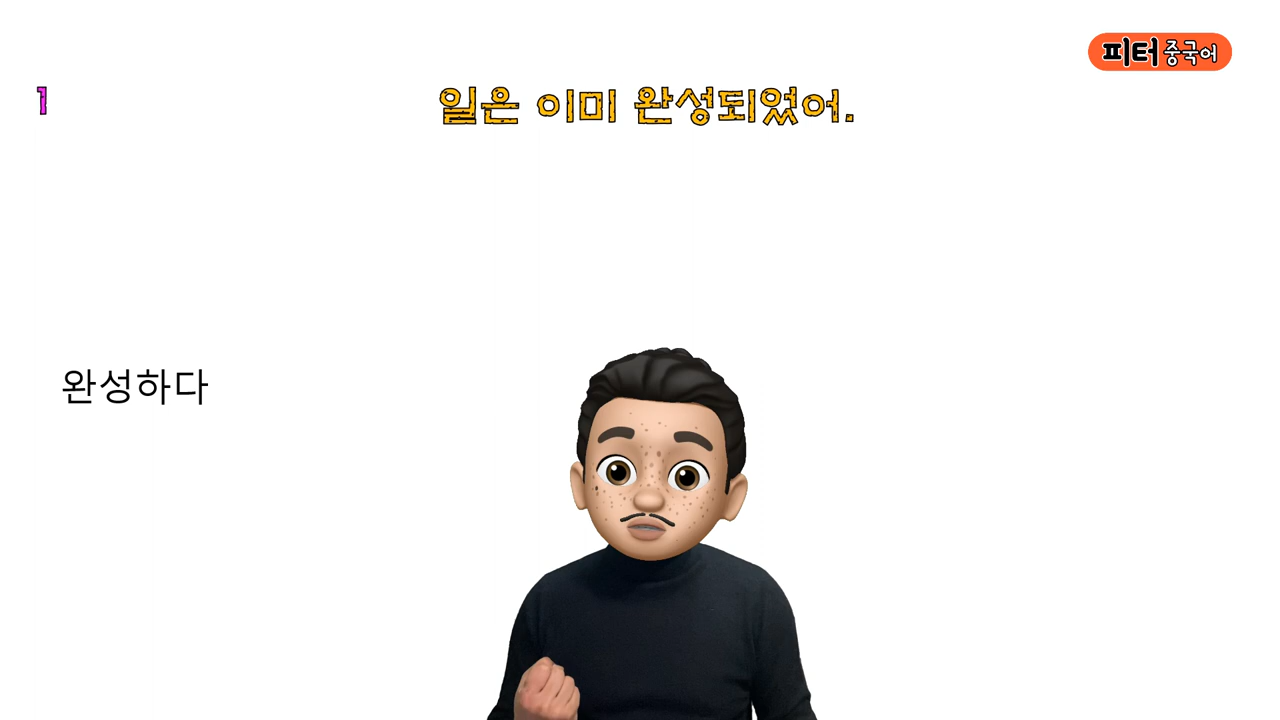 피터 중국어
1
일은 이미 완성되었어.
완성하다